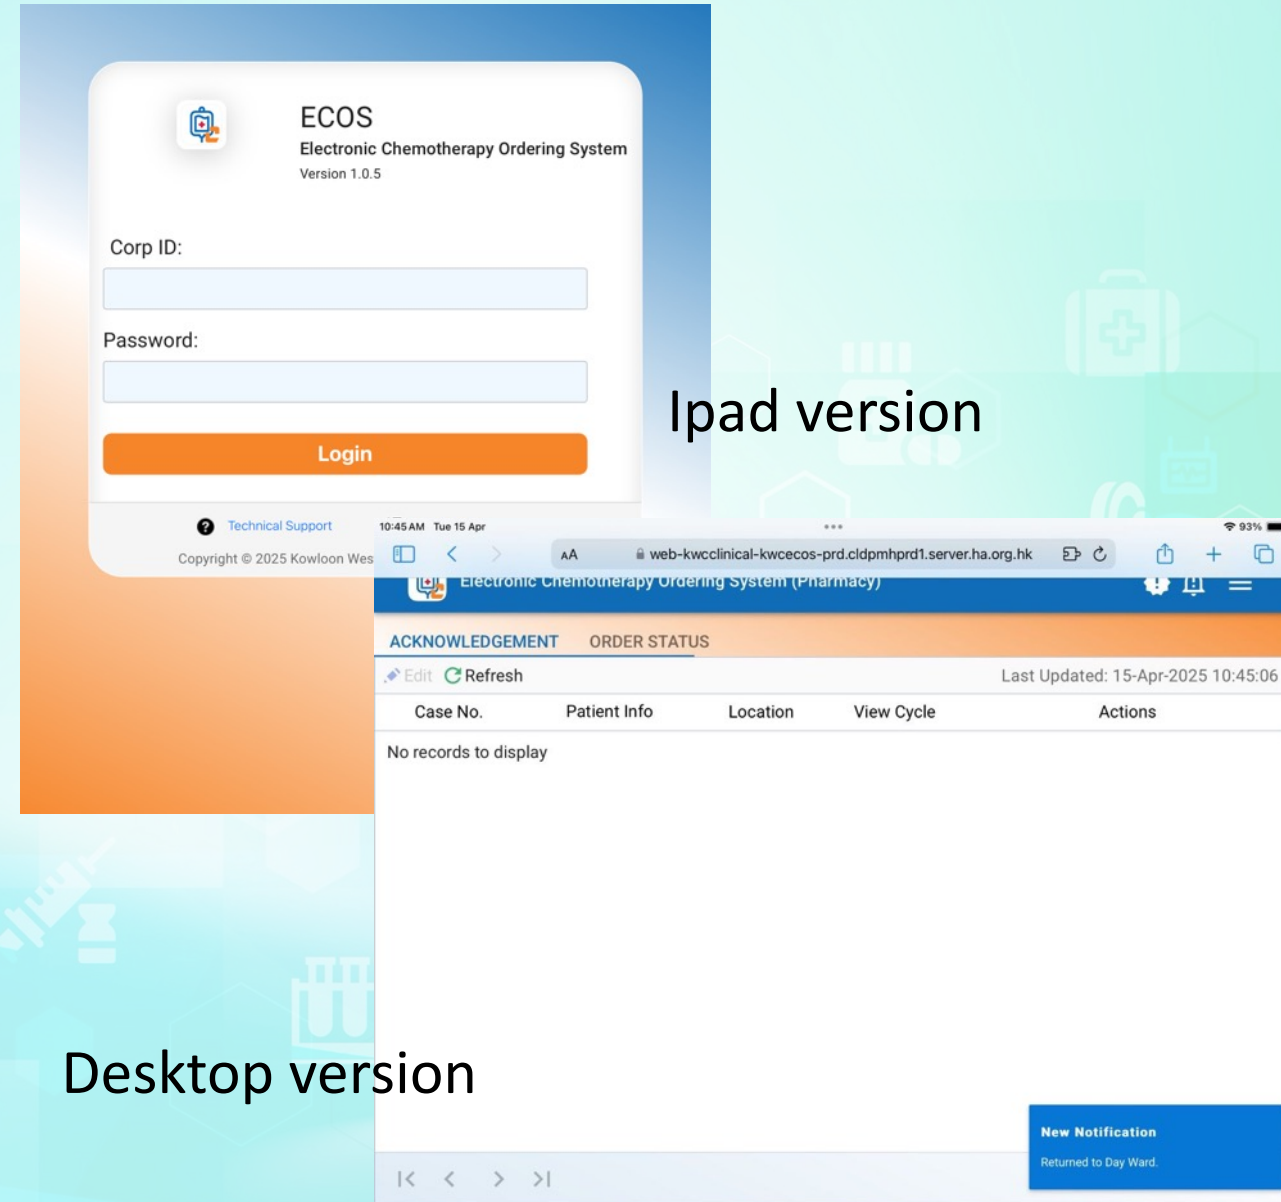 ECOS
Electronic Chemotherapy Ordering System
Version 1.0.5
Corp ID:
Password:
Login
Technical Support
Copyright © 2025 Kowloon Wes
Ipad version
10:45 AM Tue 15 Apr
93%
AA web-kwcclinical-kwcecos-prd.cldpmhprd1.server.ha.org.hk
Electronic Chemotherapy Ordering System (Pharmacy)
ACKNOWLEDGEMENT ORDER STATUS
Edit Refresh Last Updated: 15-Apr-2025 10:45:06
Case No. Patient Info Location View Cycle Actions
No records to display
Desktop version
New Notification
Returned to Day Ward.